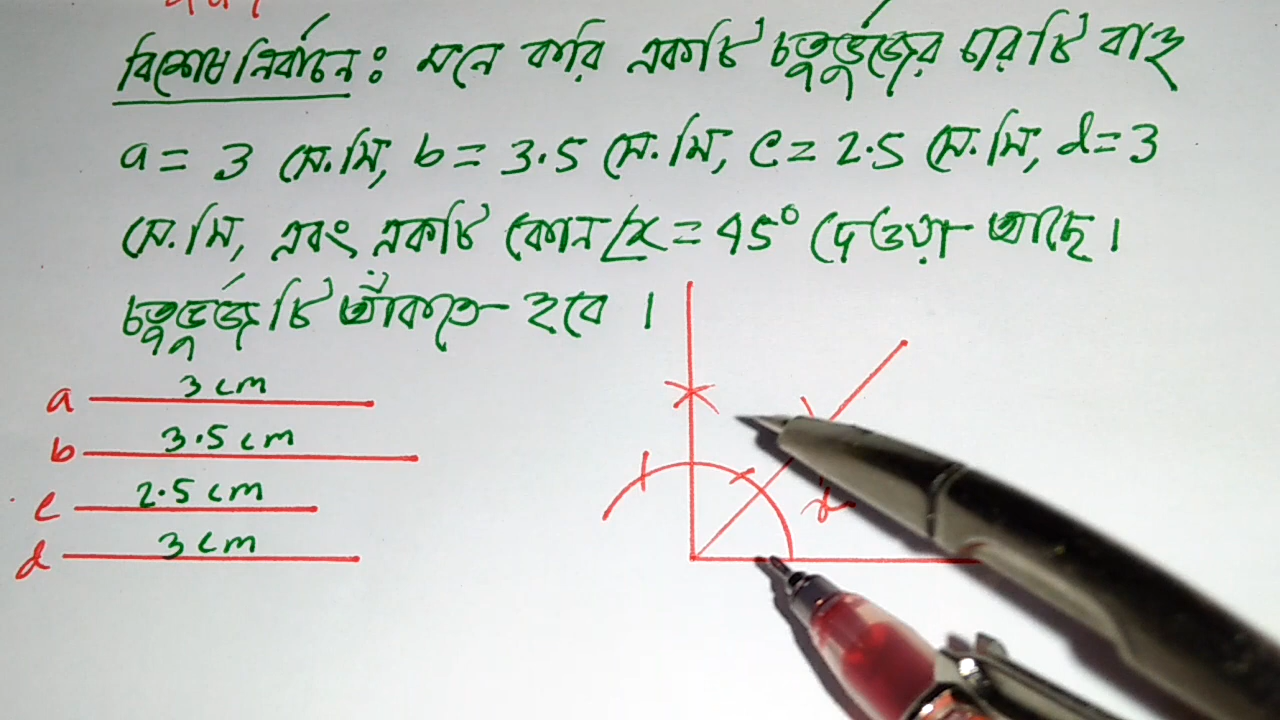 বিশেষ নির্বাচন: মনে করি একটি চতুর্ভুজের চারটি বাহু
a = 3 সে.মি, b = 3.5 সে.মি, c = 2.5 সে.মি, d = 3
সে.মি, এবং একটি কোন ∠x = 45° দেওয়া আছে।
চতুর্ভুজটি আঁকতে হবে।
a 3 cm
b 3.5 cm
c 2.5 cm
d 3 cm
x